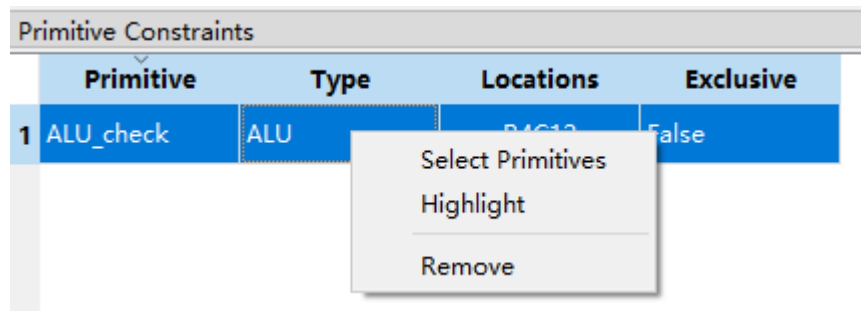 Primitive Constraints
Primitive Type Locations Exclusive
1 ALU_check ALU False
Select Primitives
Highlight
Remove